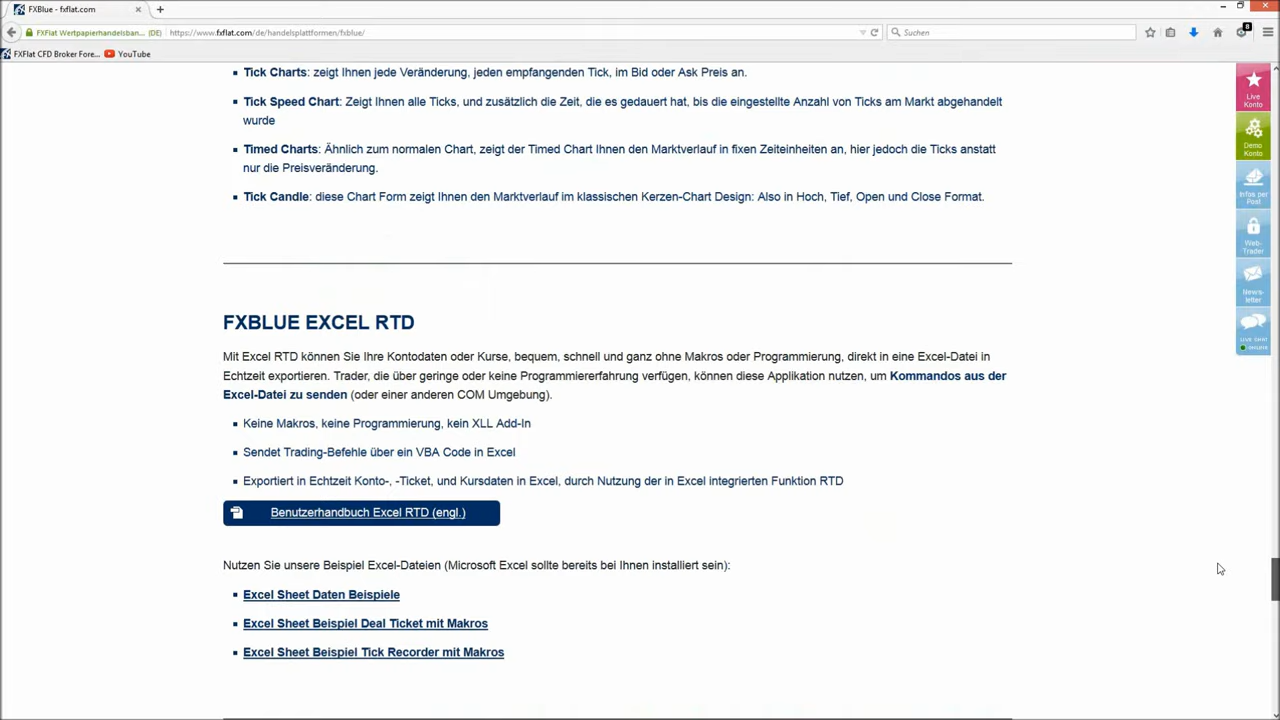 FXBlue - fxflat.com
FXFlat Wertpapierhandelsban... (DE)
https://www.fxflat.com/de/handelsplattformen/fxblue/
Suchen
8
FXFlat CFD Broker Fore...
YouTube
Tick Charts: zeigt Ihnen jede Veränderung, jeden empfangenden Tick, im Bid oder Ask Preis an.
Tick Speed Chart: Zeigt Ihnen alle Ticks, und zusätzlich die Zeit, die es gedauert hat, bis die eingestellte Anzahl von Ticks am Markt abgehandelt
wurde
Timed Charts: Ähnlich zum normalen Chart, zeigt der Timed Chart Ihnen den Marktverlauf in fixen Zeiteinheiten an, hier jedoch die Ticks anstatt
nur die Preisveränderung.
Tick Candle: diese Chart Form zeigt Ihnen den Marktverlauf im klassischen Kerzen-Chart Design: Also in Hoch, Tief, Open und Close Format.
FXBLUE EXCEL RTD
Mit Excel RTD können Sie Ihre Kontodaten oder Kurse, bequem, schnell und ganz ohne Makros oder Programmierung, direkt in eine Excel-Datei in
Echtzeit exportieren. Trader, die über geringe oder keine Programmiererfahrung verfügen, können diese Applikation nutzen, um Kommandos aus der
Excel-Datei zu senden (oder einer anderen COM Umgebung).
Keine Makros, keine Programmierung, kein XLL Add-In
Sendet Trading-Befehle über ein VBA Code in Excel
Exportiert in Echtzeit Konto-, -Ticket, und Kursdaten in Excel, durch Nutzung der in Excel integrierten Funktion RTD
Benutzerhandbuch Excel RTD (engl.)
Nutzen Sie unsere Beispiel Excel-Dateien (Microsoft Excel sollte bereits bei Ihnen installiert sein):
Excel Sheet Daten Beispiele
Excel Sheet Beispiel Deal Ticket mit Makros
Excel Sheet Beispiel Tick Recorder mit Makros
Live
Konto
Demo
Konto
Infos per
Post
Web-
Trader
News-
letter
Live Chat
ONLINE